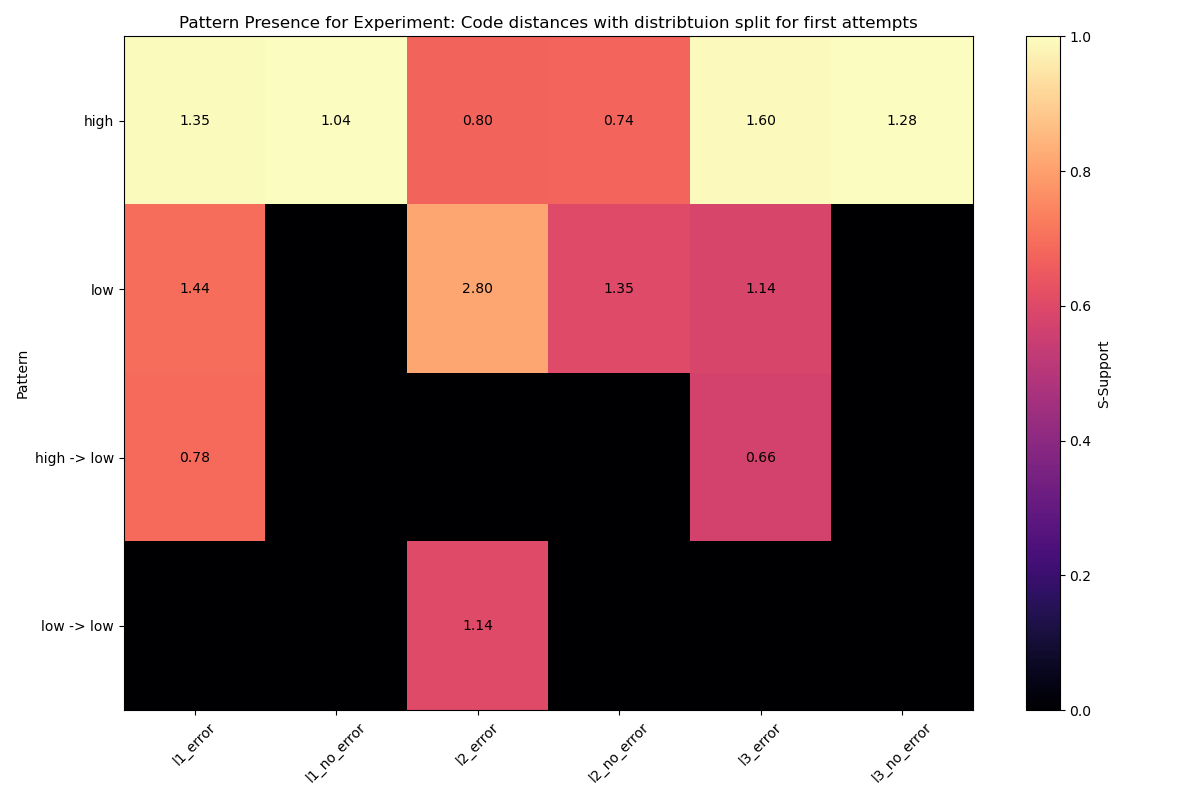 Pattern Presence for Experiment: Code distances with distribtuion split for first attempts
high
1.35
1.04
0.80
0.74
1.60
1.28
low
1.44
2.80
1.35
1.14
high -> low
0.78
0.66
low -> low
1.14
Pattern
l1_error
l1_no_error
l2_error
l2_no_error
l3_error
l3_no_error
1.0
0.8
0.6
0.4
0.2
0.0
S-Support